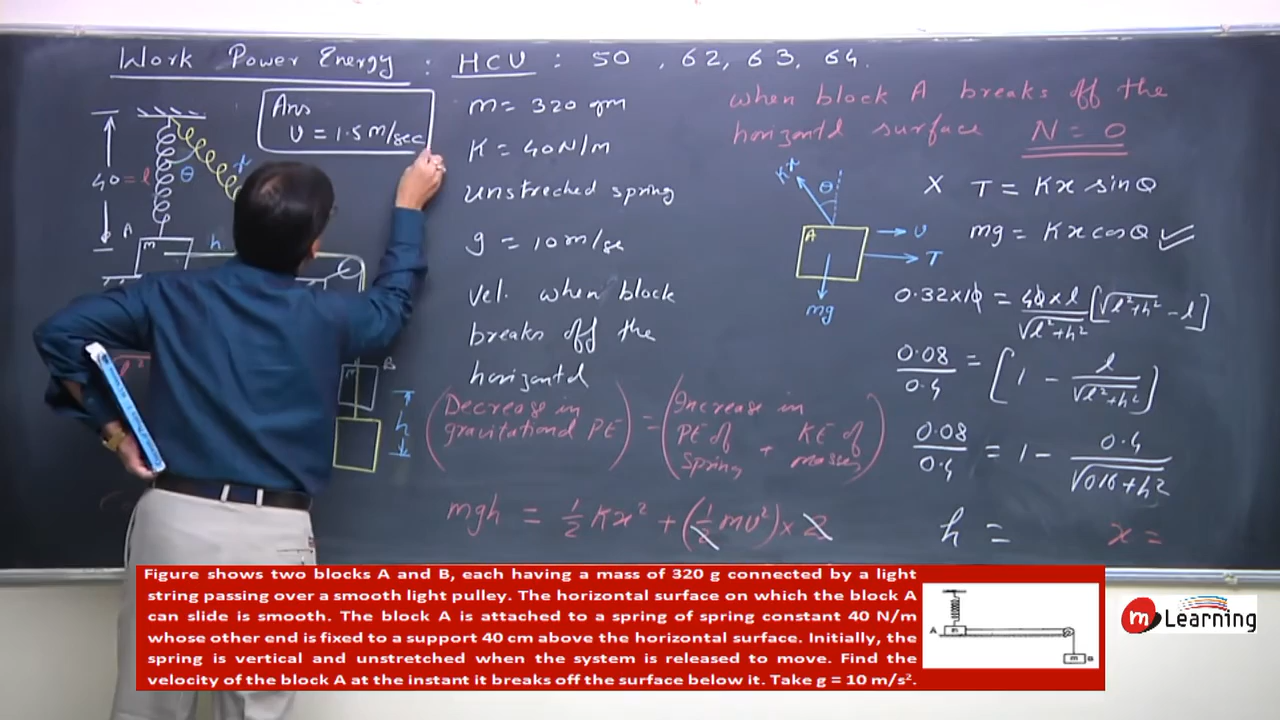 Work Power Energy : HCU : 50 , 62, 63, 64.
Ans
v = 1.5 m/sec
40 = l
θ
x
A
m
h
m
B
h
m = 320 gm
K = 40 N/m
unstreched spring
g = 10 m/se
vel. when block
breaks off the
horizontal
when block A breaks off the
horizontal surface N = 0
Kx
θ
A
v
T
mg
X T = Kx sinθ
mg = Kx cosθ ✓
0.32×10 = 40×l/√l²+h² [√l²+h² - l]
0.08/0.4 = [1 - l/√l²+h²]
0.08/0.4 = 1 - 0.4/√0.16+h²
h =
x =
(Decrease in gravitational PE) = (Increase in PE of spring + KE of masses)
mgh = 1/2 Kx² + (1/2 mv²) × 2
Figure shows two blocks A and B, each having a mass of 320 g connected by a light
string passing over a smooth light pulley. The horizontal surface on which the block A
can slide is smooth. The block A is attached to a spring of spring constant 40 N/m
whose other end is fixed to a support 40 cm above the horizontal surface. Initially, the
spring is vertical and unstretched when the system is released to move. Find the
velocity of the block A at the instant it breaks off the surface below it. Take g = 10 m/s².
A
m
m
B
m Learning